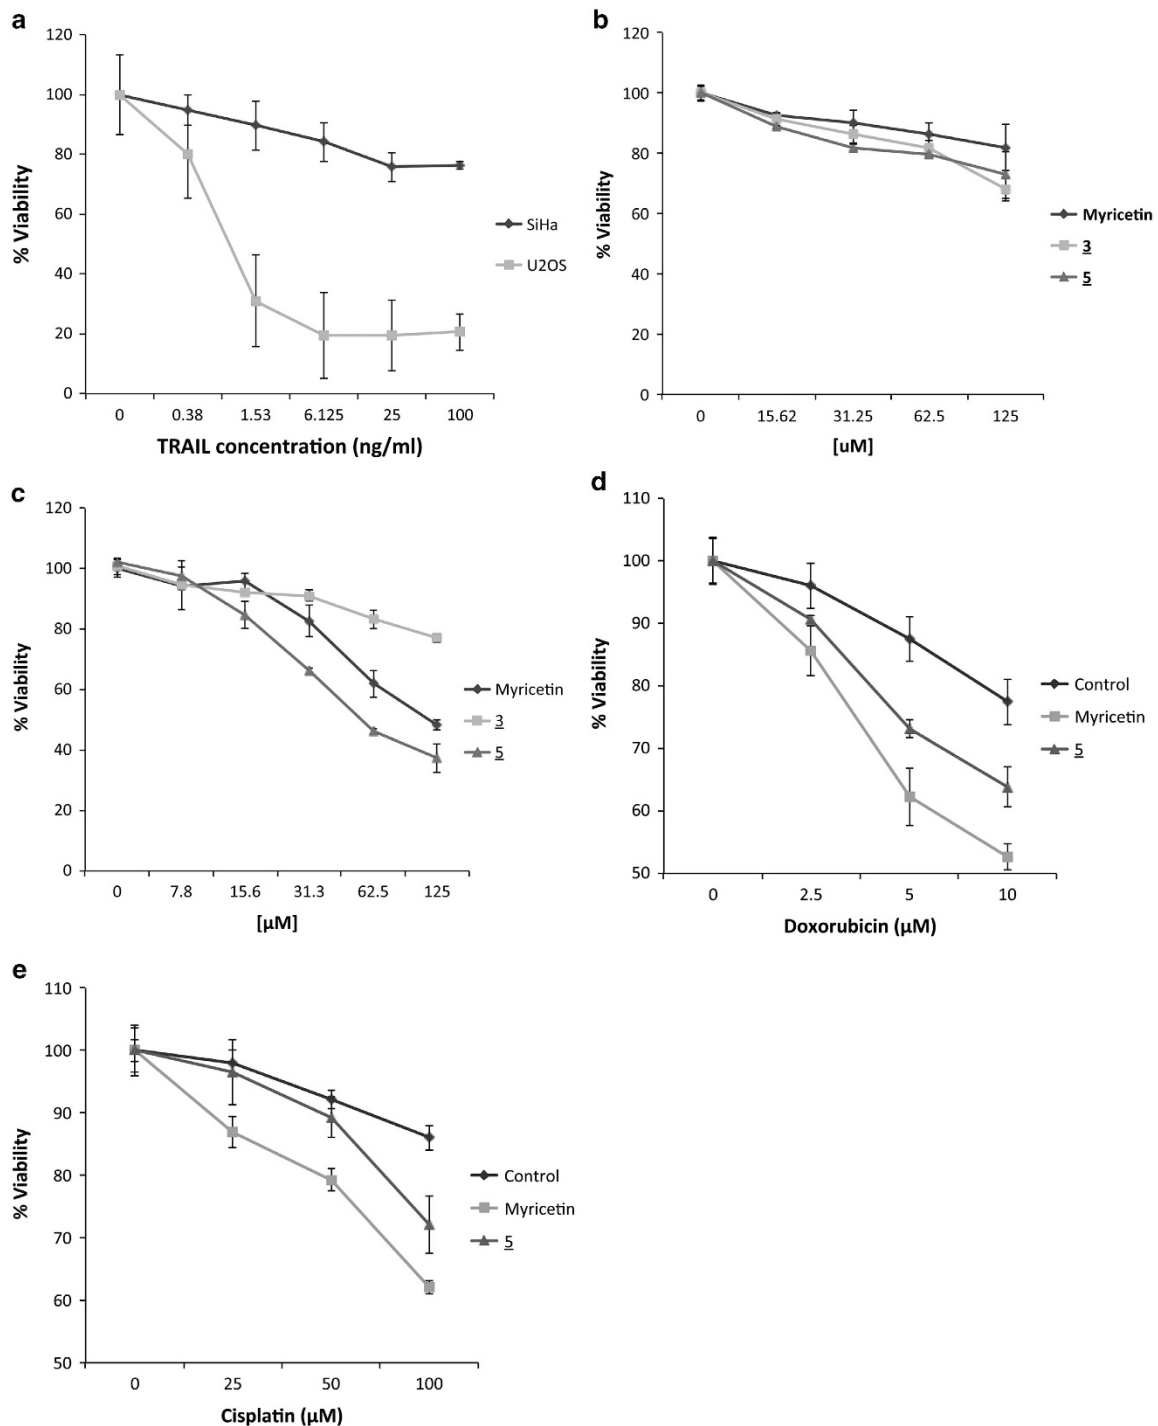 a
120
100
80
60
40
20
0
% Viability
0 0.38 1.53 6.125 25 100
TRAIL concentration (ng/ml)
SiHa
U2OS
b
120
100
80
60
40
20
0
% Viability
0 15.62 31.25 62.5 125
[uM]
Myricetin
3
5
c
120
100
80
60
40
20
0
% Viability
0 7.8 15.6 31.3 62.5 125
[μM]
Myricetin
3
5
d
110
100
90
80
70
60
50
% Viability
0 2.5 5 10
Doxorubicin (μM)
Control
Myricetin
5
e
110
100
90
80
70
60
50
% Viability
0 25 50 100
Cisplatin (μM)
Control
Myricetin
5